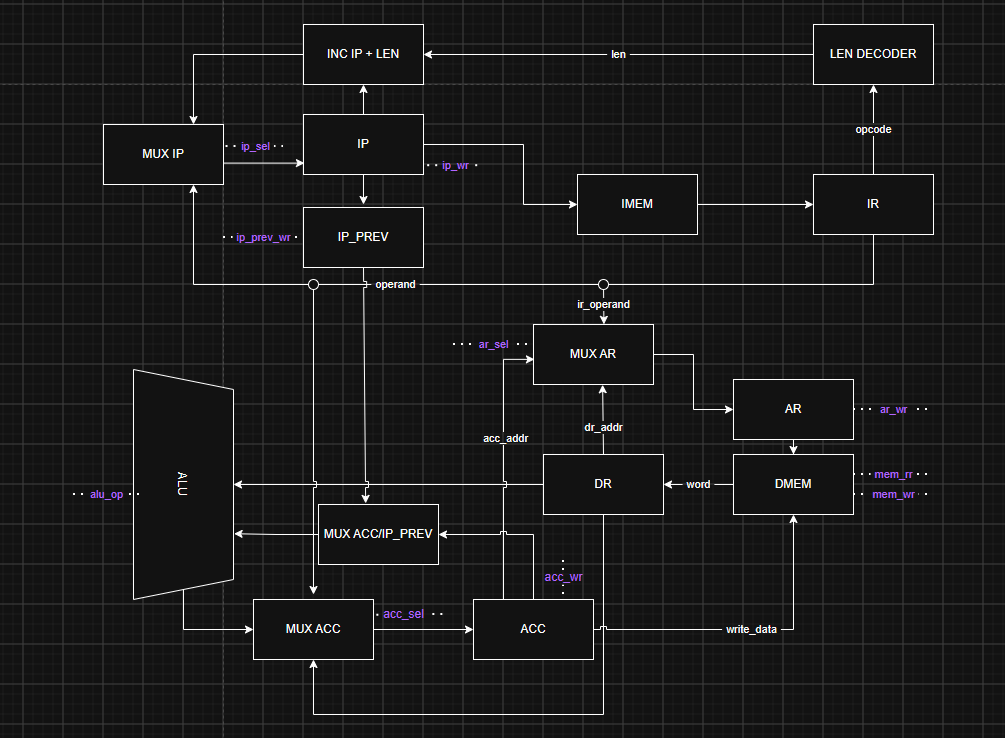 INC IP + LEN
len
LEN DECODER
opcode
MUX IP
ip_sel
IP
ip_wr
IMEM
IR
ip_prev_wr
IP_PREV
operand
ir_operand
ar_sel
MUX AR
AR
ar_wr
acc_addr
dr_addr
ALU
alu_op
DR
word
DMEM
mem_rr
mem_wr
MUX ACC/IP_PREV
acc_wr
MUX ACC
acc_sel
ACC
write_data